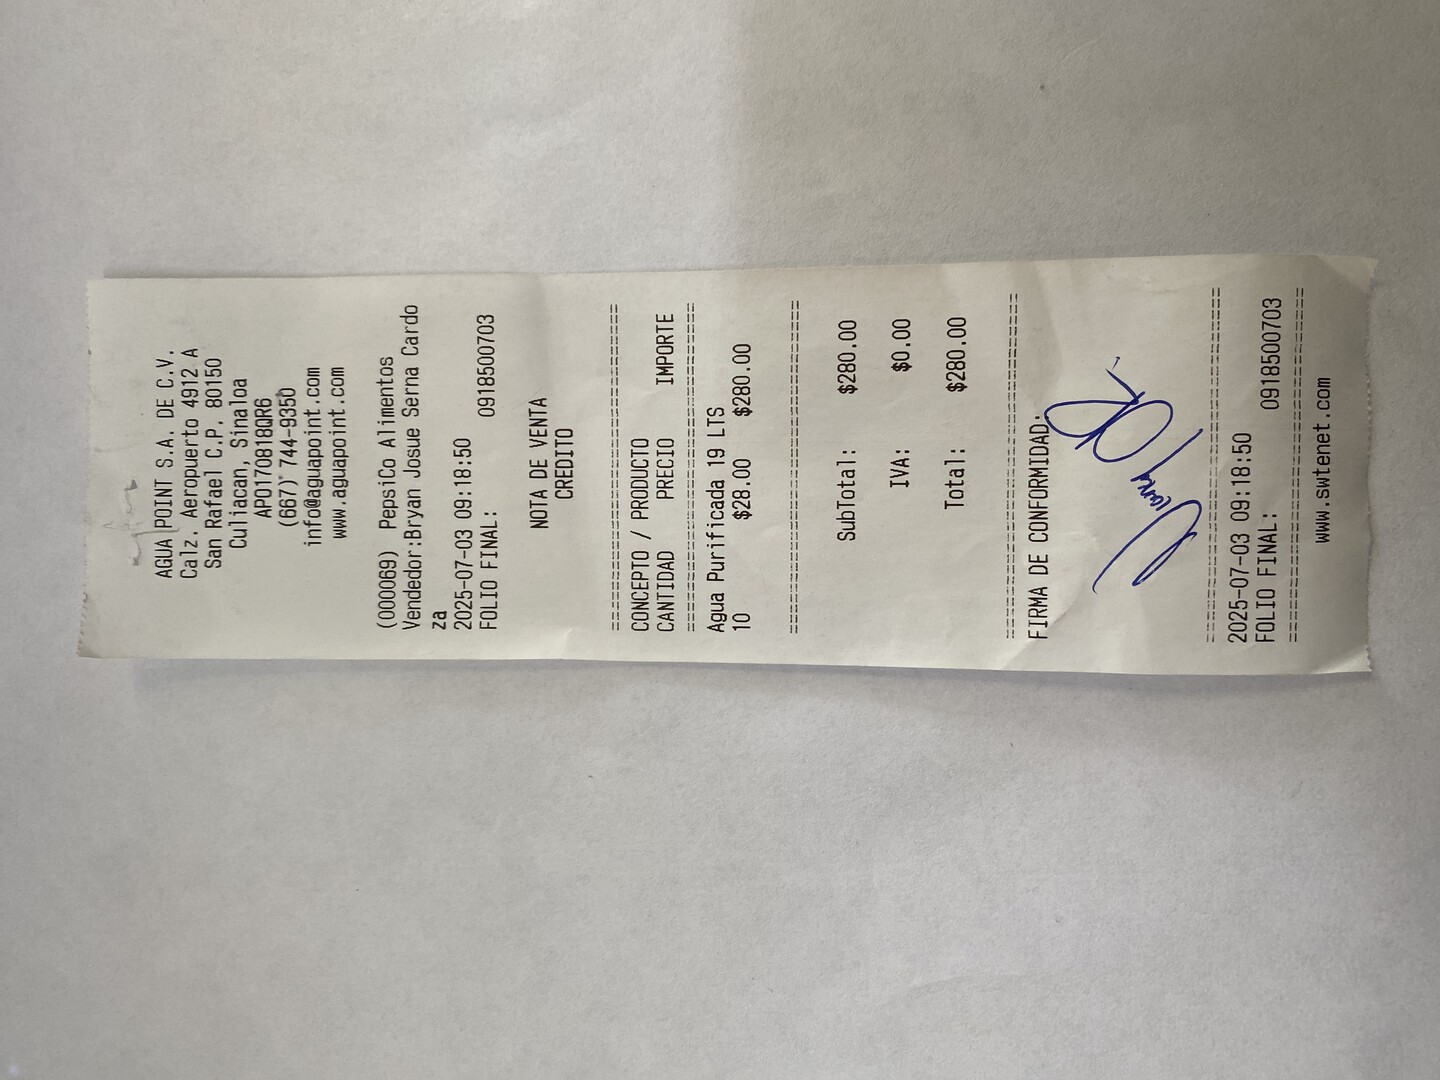 AGUA POINT S.A. DE C.V.
Calz. Aeropuerto 4912 A
San Rafael C.P. 80150
Culiacan, Sinaloa
APO170818QR6
(667) 744-9350
info@aguapoint.com
www.aguapoint.com
(000069) PepsiCo Alimentos
Vendedor:Bryan Josue Serna Cardo
za
2025-07-03 09:18:50
FOLIO FINAL: 0918500703
NOTA DE VENTA
CREDITO
================================
CONCEPTO / PRODUCTO
CANTIDAD PRECIO IMPORTE
================================
Agua Purificada 19 LTS
10 $28.00 $280.00
================================
SubTotal: $280.00
IVA: $0.00
Total: $280.00
================================
FIRMA DE CONFORMIDAD.
================================
2025-07-03 09:18:50
FOLIO FINAL: 0918500703
================================
www.swtenet.com